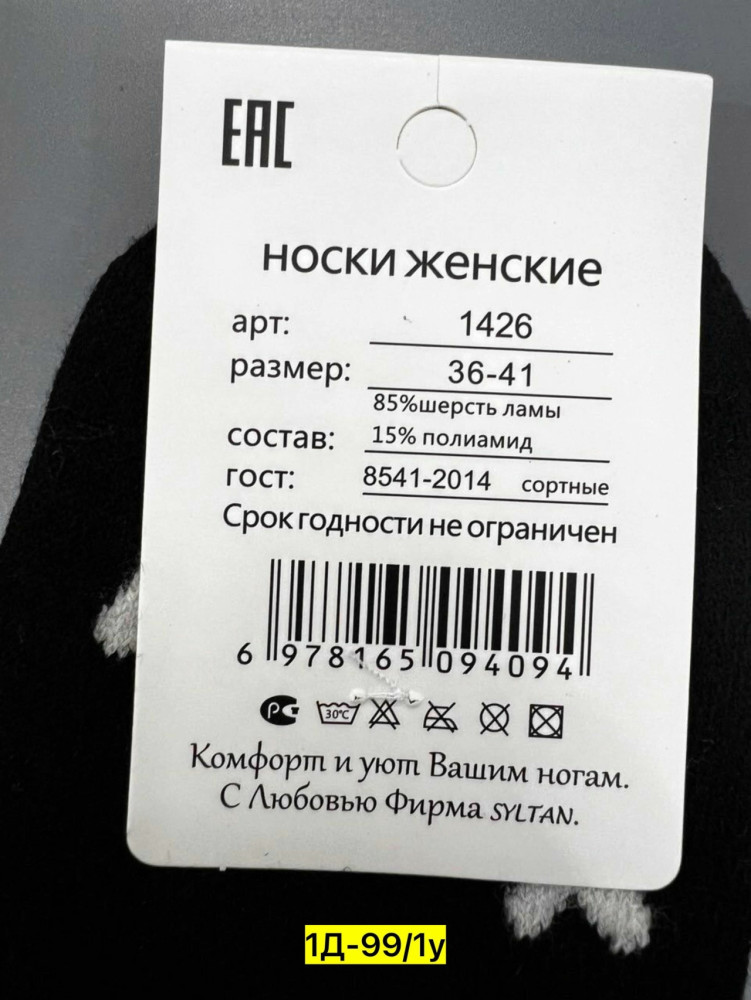 EAC
носки женские
арт: 1426
размер: 36-41
85%шерсть ламы
состав: 15% полиамид
гост: 8541-2014 сортные
Срок годности не ограничен
6 978165 094094
РС 30°C
Комфорт и уют Вашим ногам.
С Любовью Фирма SYLTAN.
1Д-99/1у